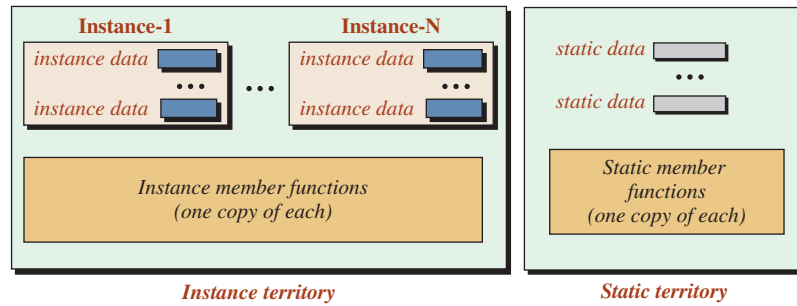 Instance-1
Instance-N
instance data
instance data
static data
...
...
...
...
instance data
instance data
static data
Instance member functions
(one copy of each)
Static member
functions
(one copy of each)
Instance territory
Static territory